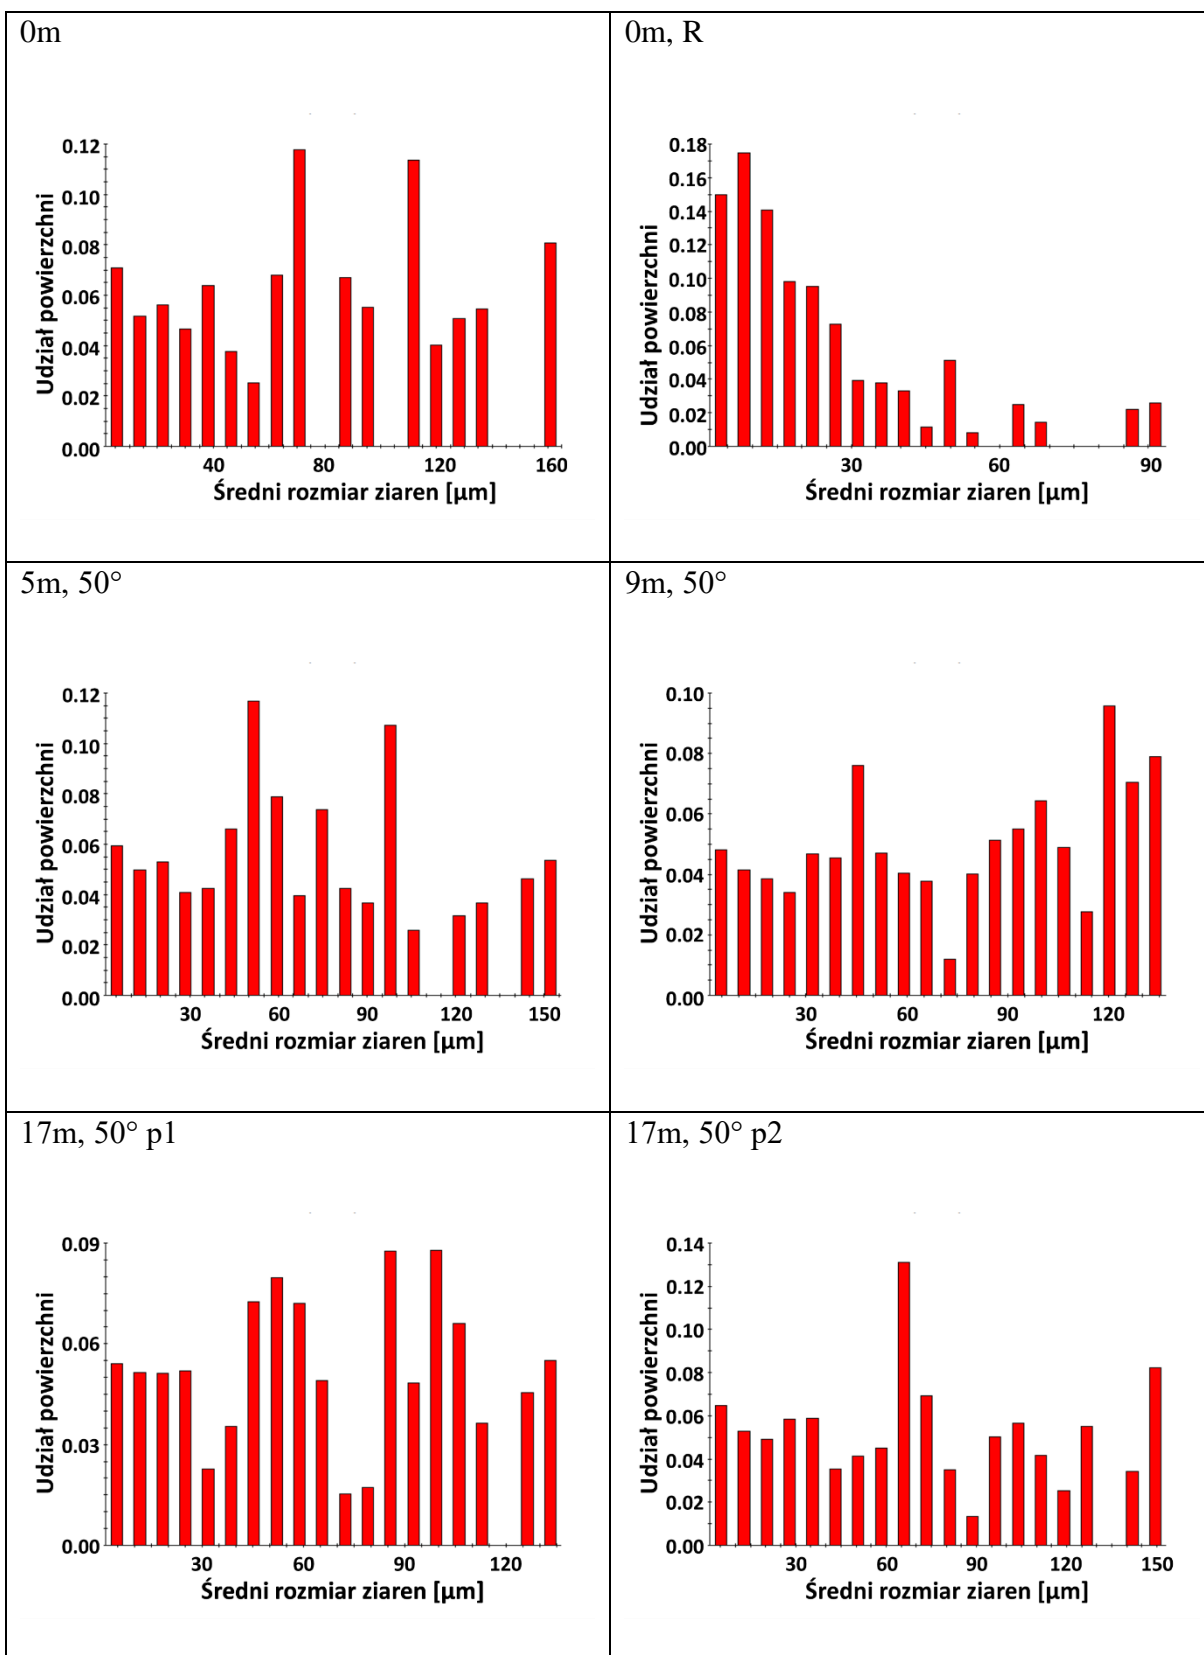 0m
0.12
0.10
0.08
0.06
0.04
0.02
0.00
Udział powierzchni
40 80 120 160
Średni rozmiar ziaren [µm]
0m, R
0.18
0.16
0.14
0.12
0.10
0.08
0.06
0.04
0.02
0.00
Udział powierzchni
30 60 90
Średni rozmiar ziaren [µm]
5m, 50°
0.12
0.10
0.08
0.06
0.04
0.02
0.00
Udział powierzchni
30 60 90 120 150
Średni rozmiar ziaren [µm]
9m, 50°
0.10
0.08
0.06
0.04
0.02
0.00
Udział powierzchni
30 60 90 120
Średni rozmiar ziaren [µm]
17m, 50° p1
0.09
0.06
0.03
0.00
Udział powierzchni
30 60 90 120
Średni rozmiar ziaren [µm]
17m, 50° p2
0.14
0.12
0.10
0.08
0.06
0.04
0.02
0.00
Udział powierzchni
30 60 90 120 150
Średni rozmiar ziaren [µm]